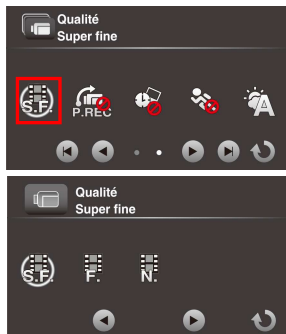 Qualité
Super fine
S.F. P.REC A
Qualité
Super fine
S.F. F. N.